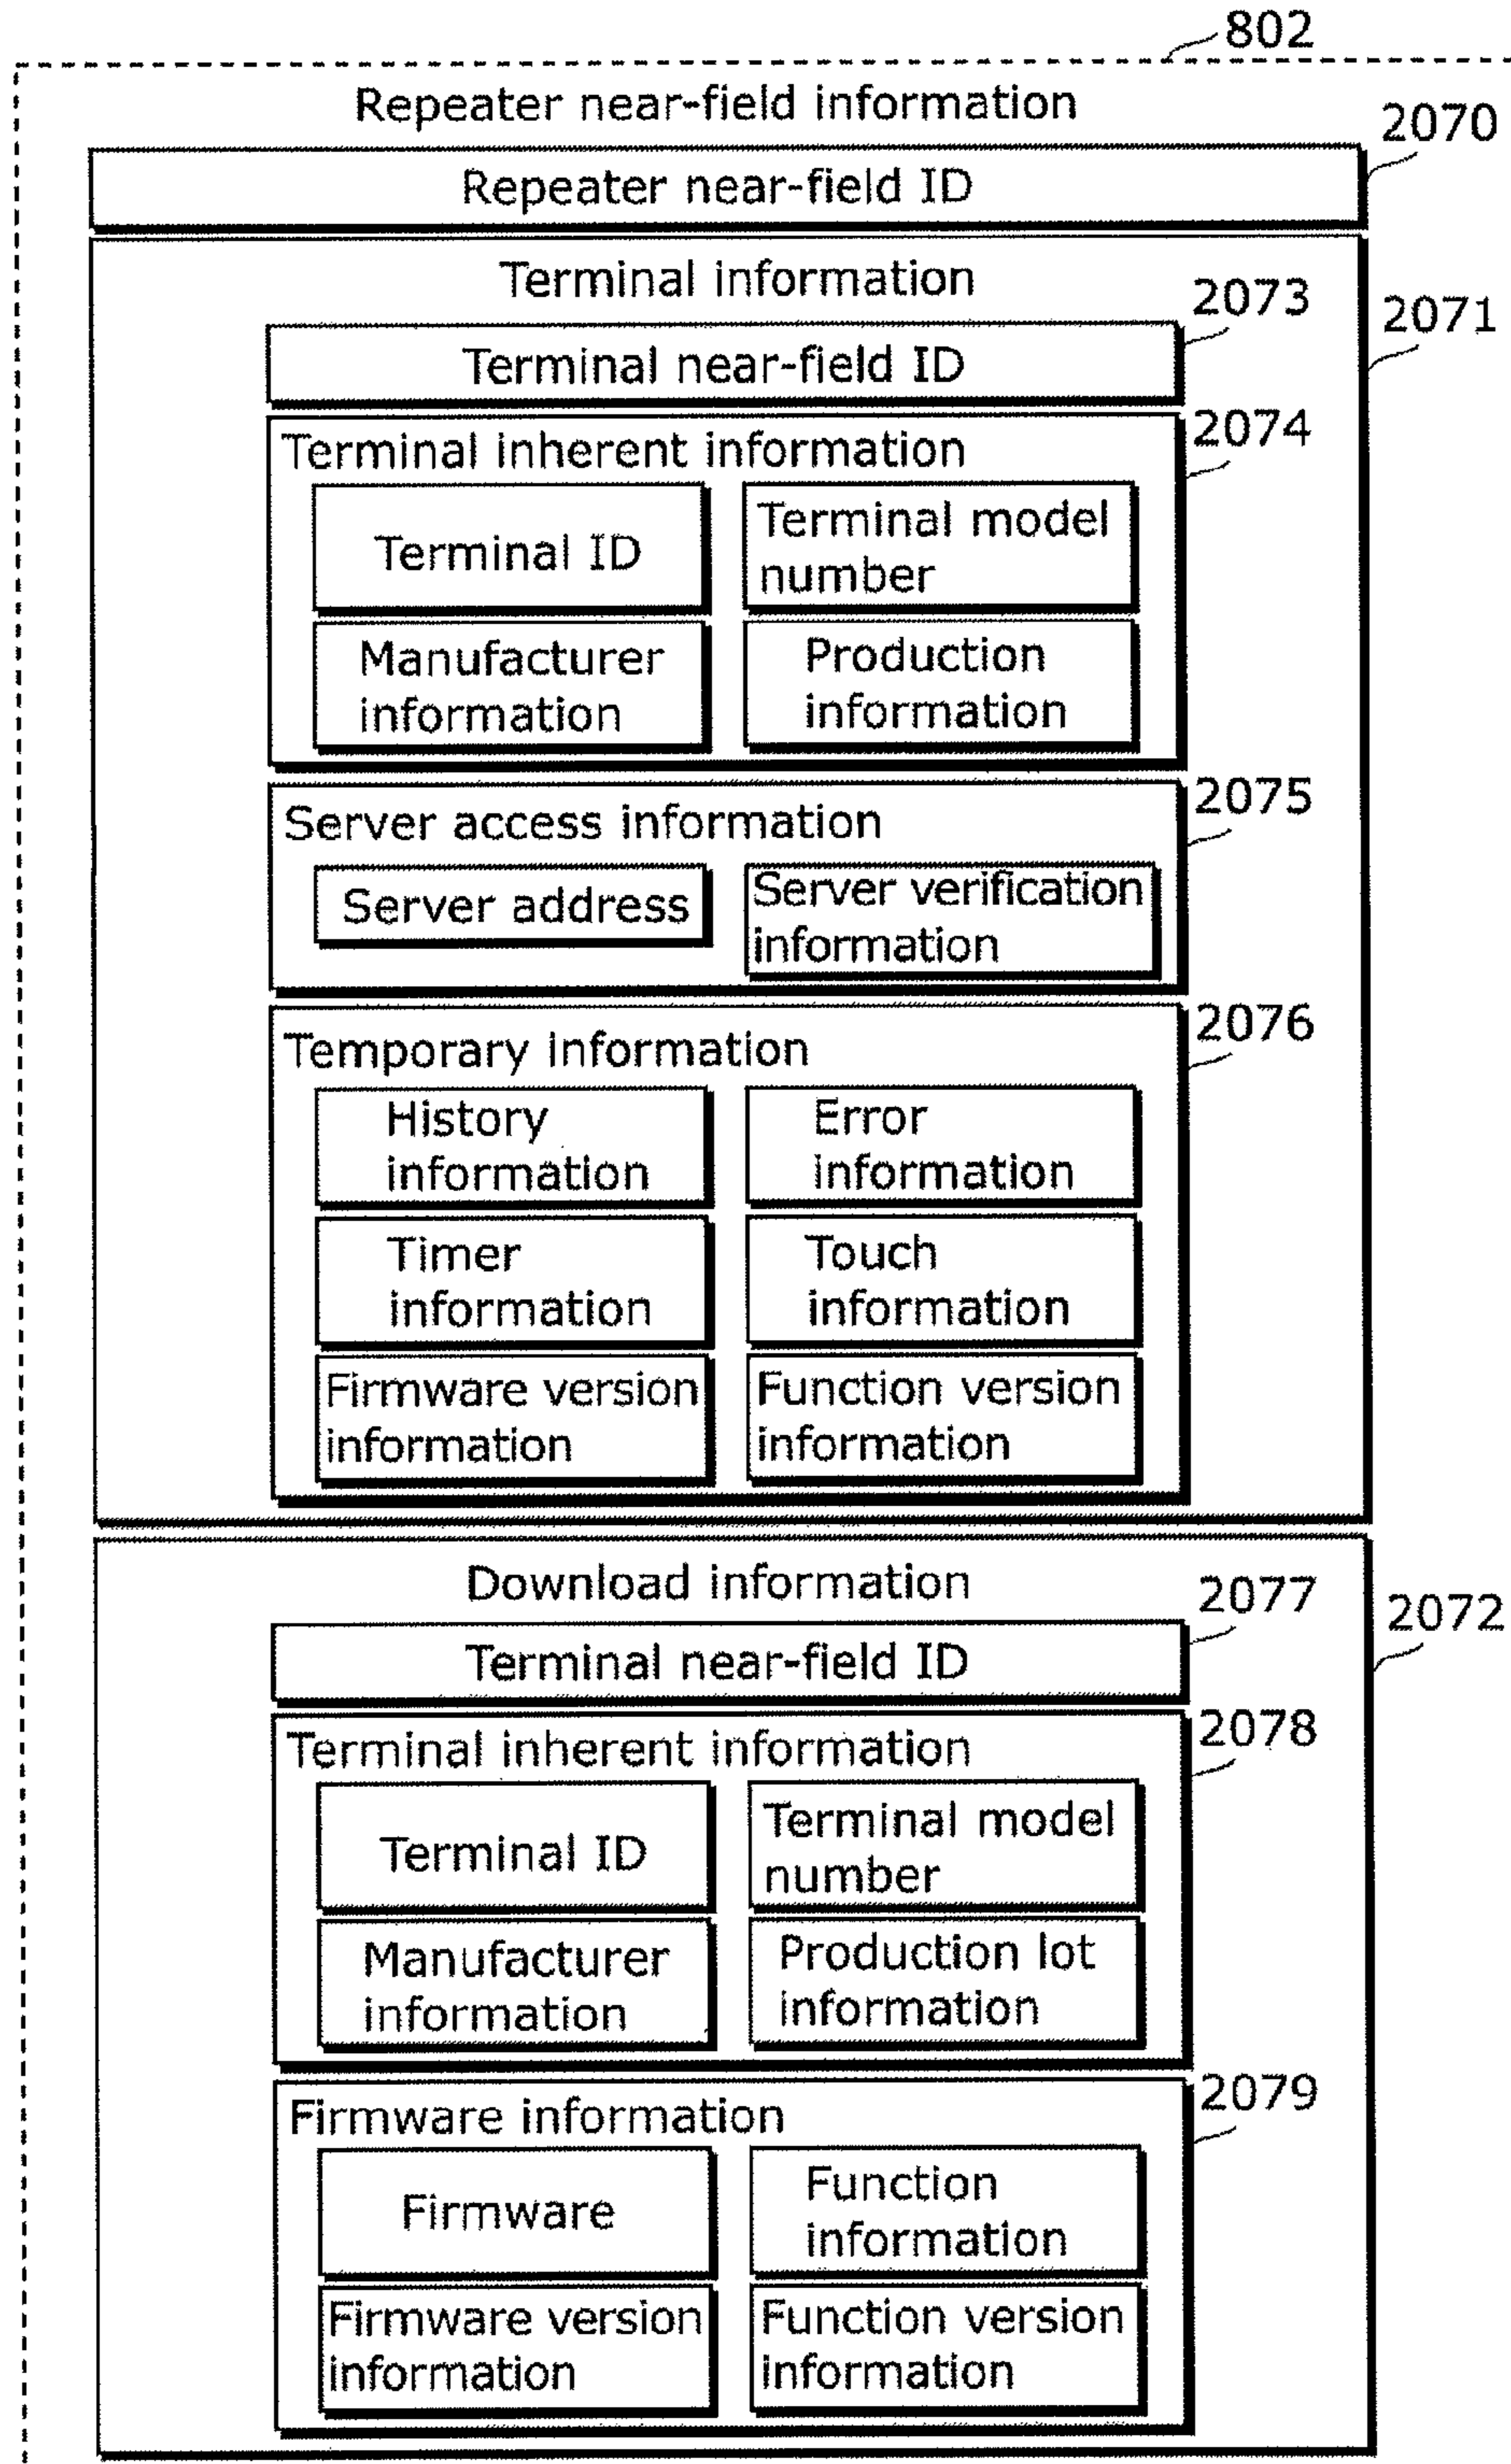 802
Repeater near-field information
2070
Repeater near-field ID
Terminal information
2073
2071
Terminal near-field ID
2074
Terminal inherent information
Terminal ID
Terminal model
number
Manufacturer
information
Production
information
2075
Server access information
Server address
Server verification
information
2076
Temporary information
History
information
Error
information
Timer
information
Touch
information
Firmware version
information
Function version
information
Download information
2077
2072
Terminal near-field ID
2078
Terminal inherent information
Terminal ID
Terminal model
number
Manufacturer
information
Production lot
information
2079
Firmware information
Firmware
Function
information
Firmware version
information
Function version
information